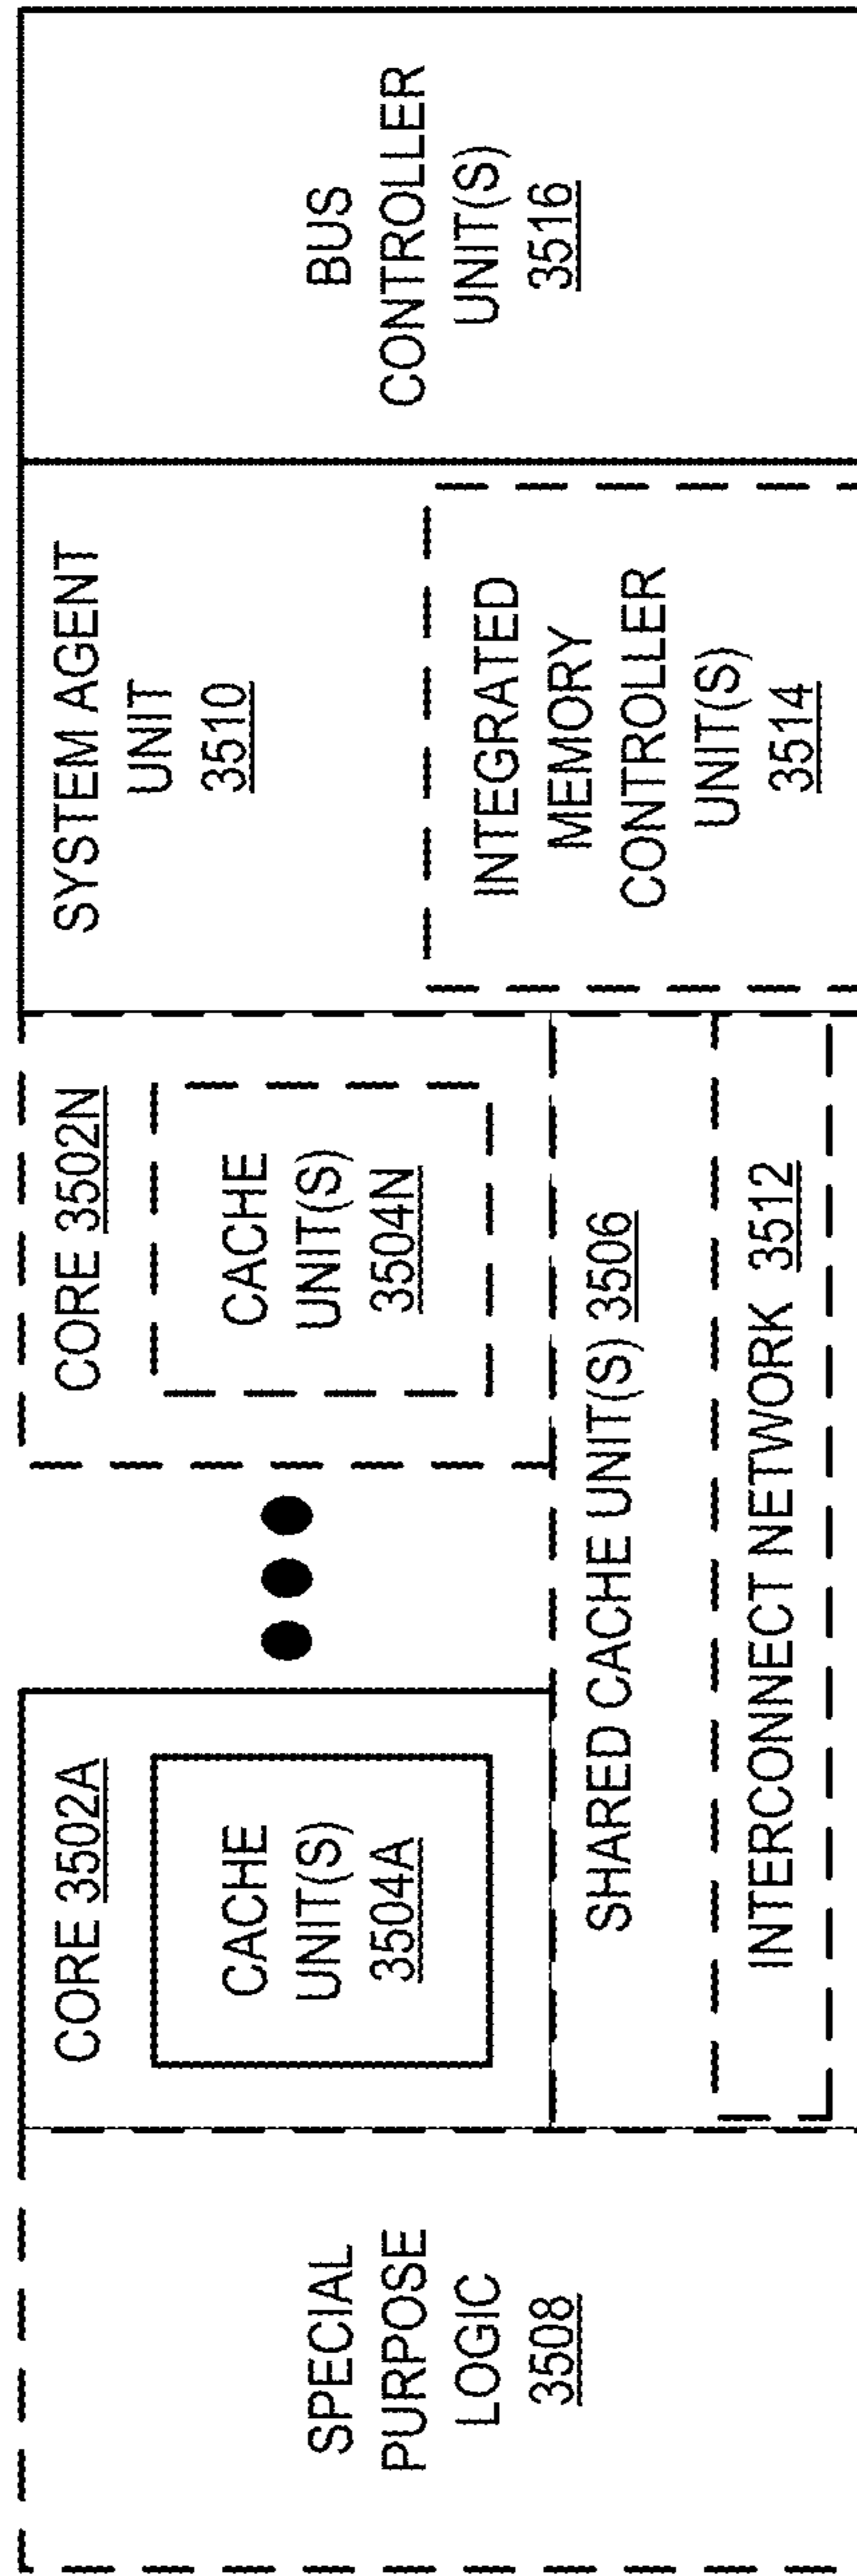 SPECIAL
PURPOSE
LOGIC
3508
CORE 3502A
CACHE
UNIT(S)
3504A
CORE 3502N
CACHE
UNIT(S)
3504N
SHARED CACHE UNIT(S) 3506
INTERCONNECT NETWORK 3512
SYSTEM AGENT
UNIT
3510
INTEGRATED
MEMORY
CONTROLLER
UNIT(S)
3514
BUS
CONTROLLER
UNIT(S)
3516